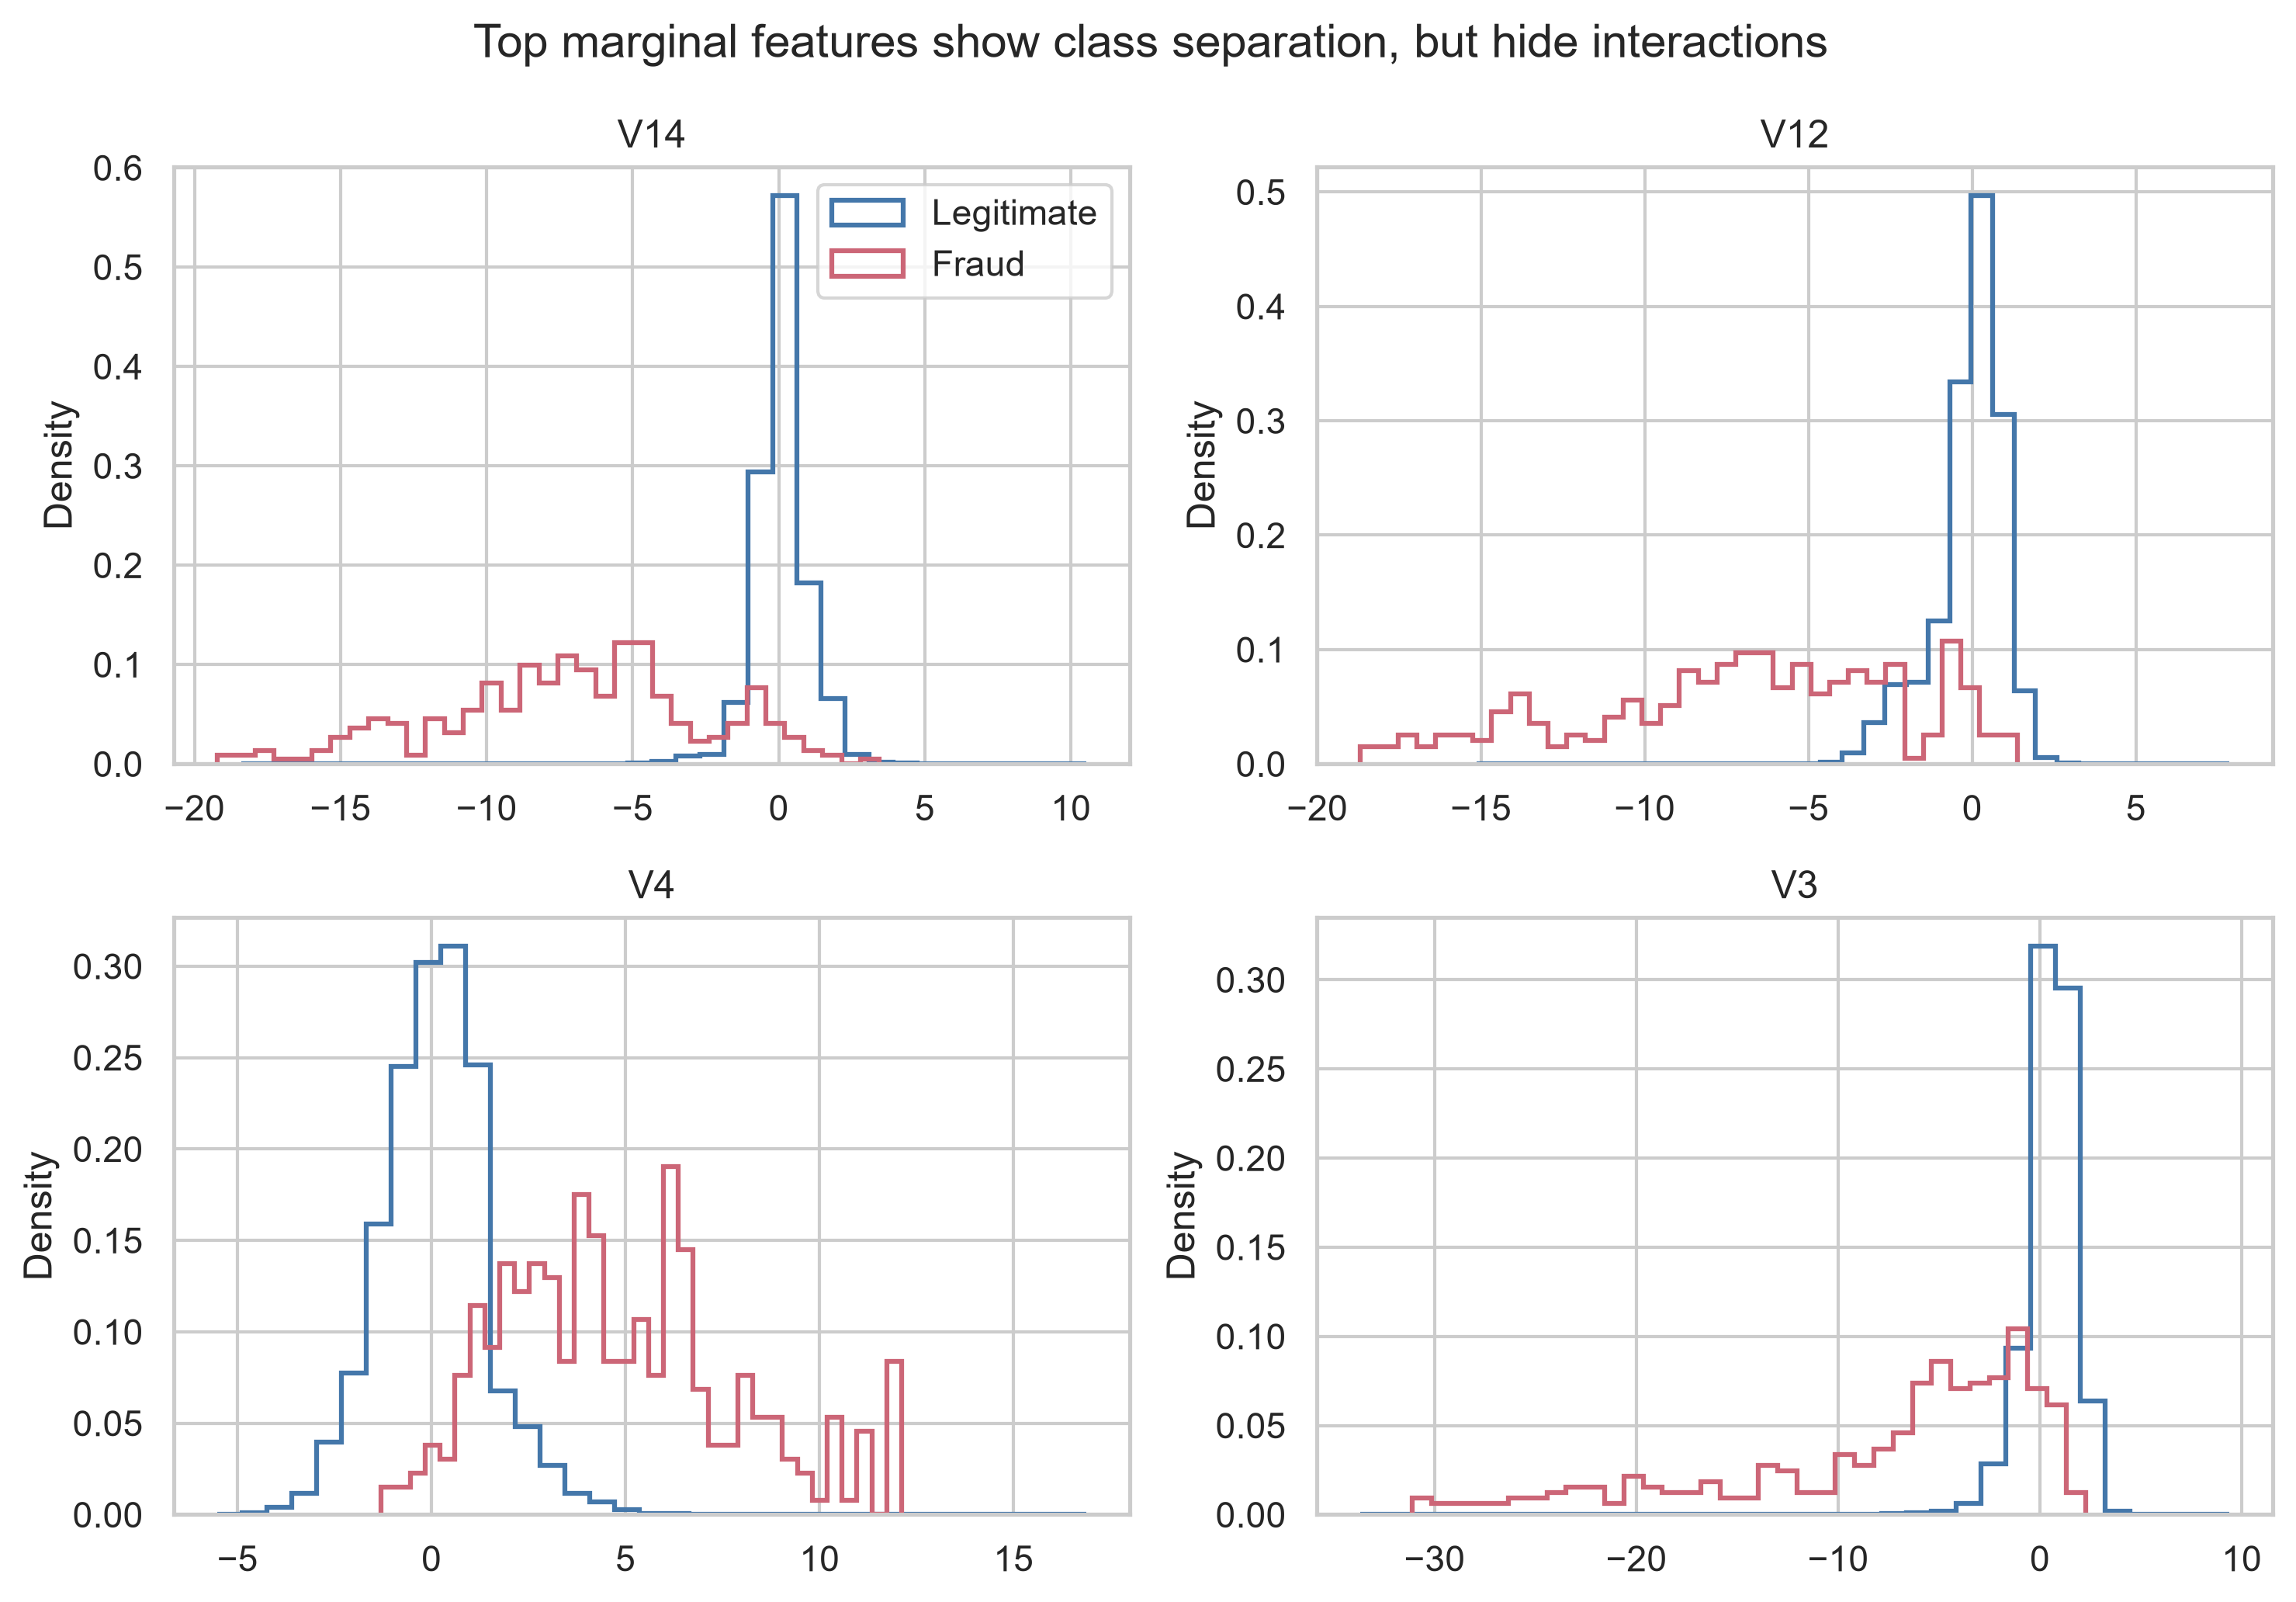 Top marginal features show class separation, but hide interactions
V14
0.6
0.5
0.4
0.3
0.2
0.1
0.0
Density
Legitimate
Fraud
−20 −15 −10 −5 0 5 10
V12
0.5
0.4
0.3
0.2
0.1
0.0
Density
−20 −15 −10 −5 0 5
V4
0.30
0.25
0.20
0.15
0.10
0.05
0.00
Density
−5 0 5 10 15
V3
0.30
0.25
0.20
0.15
0.10
0.05
0.00
Density
−30 −20 −10 0 10